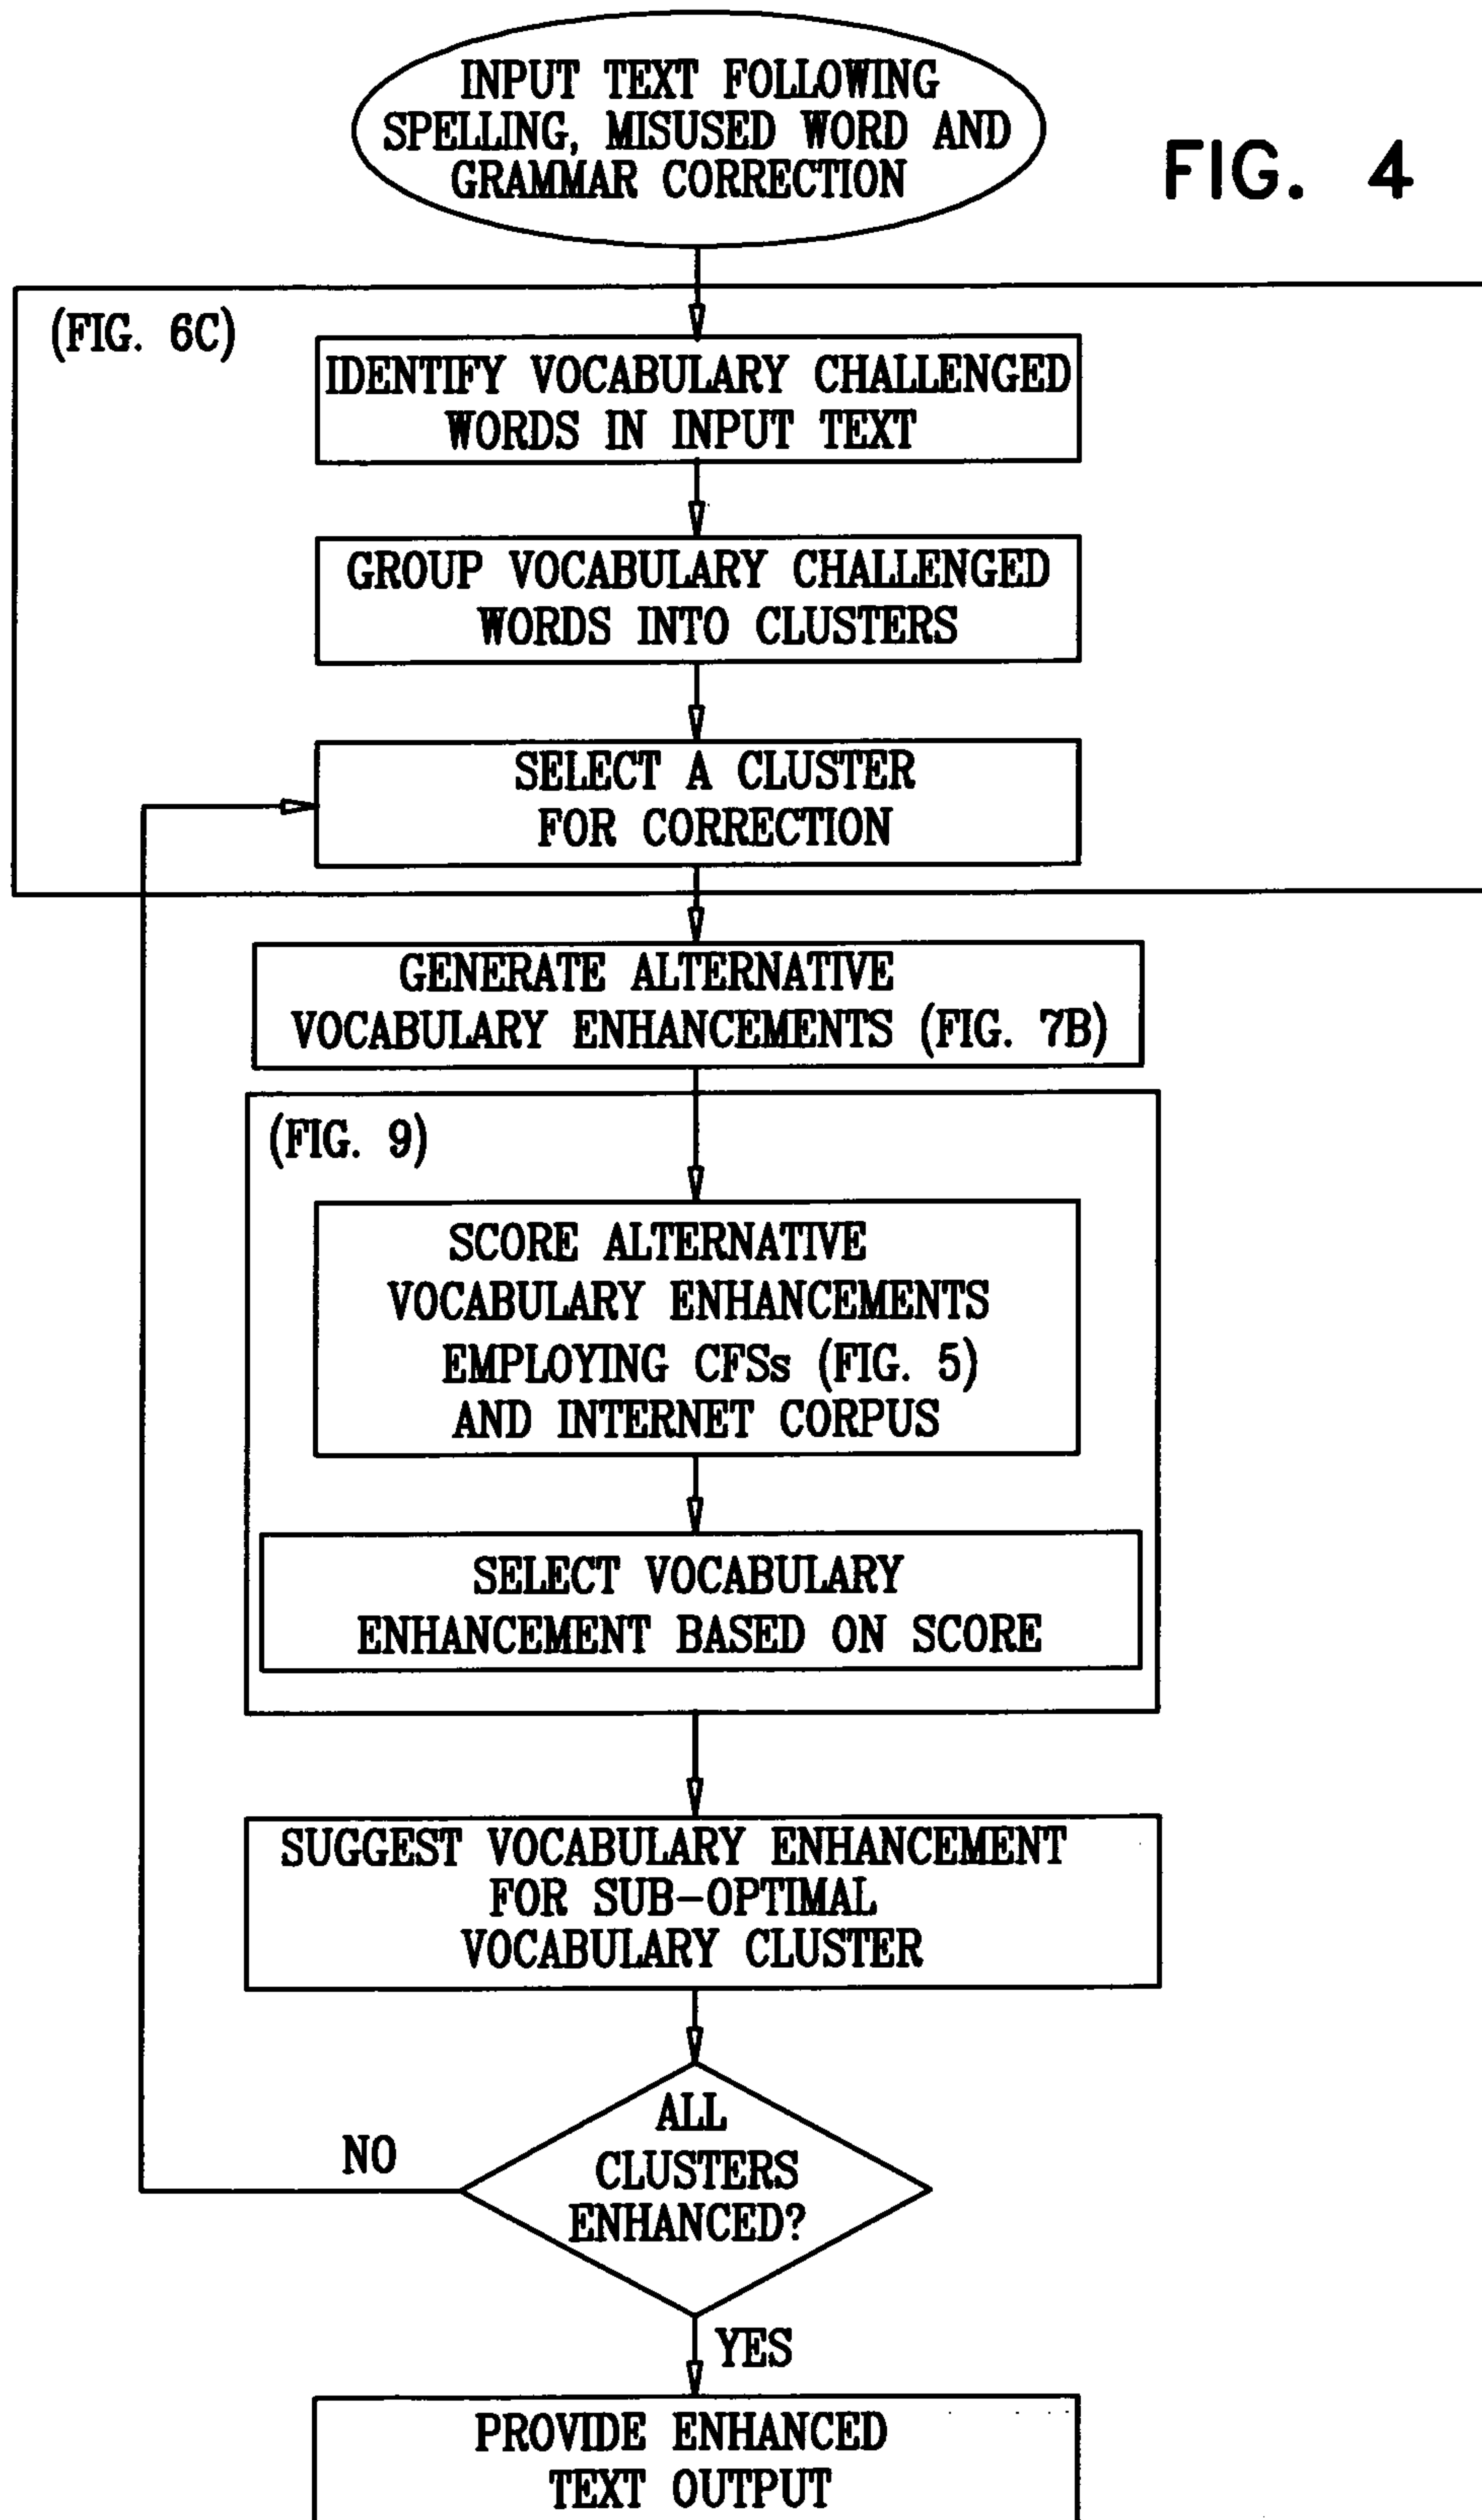 INPUT TEXT FOLLOWING
SPELLING, MISUSED WORD AND
GRAMMAR CORRECTION
FIG. 4
(FIG. 6C)
IDENTIFY VOCABULARY CHALLENGED
WORDS IN INPUT TEXT
GROUP VOCABULARY CHALLENGED
WORDS INTO CLUSTERS
SELECT A CLUSTER
FOR CORRECTION
GENERATE ALTERNATIVE
VOCABULARY ENHANCEMENTS (FIG. 7B)
(FIG. 9)
SCORE ALTERNATIVE
VOCABULARY ENHANCEMENTS
EMPLOYING CFSs (FIG. 5)
AND INTERNET CORPUS
SELECT VOCABULARY
ENHANCEMENT BASED ON SCORE
SUGGEST VOCABULARY ENHANCEMENT
FOR SUB-OPTIMAL
VOCABULARY CLUSTER
ALL
CLUSTERS
ENHANCED?
NO
YES
PROVIDE ENHANCED
TEXT OUTPUT